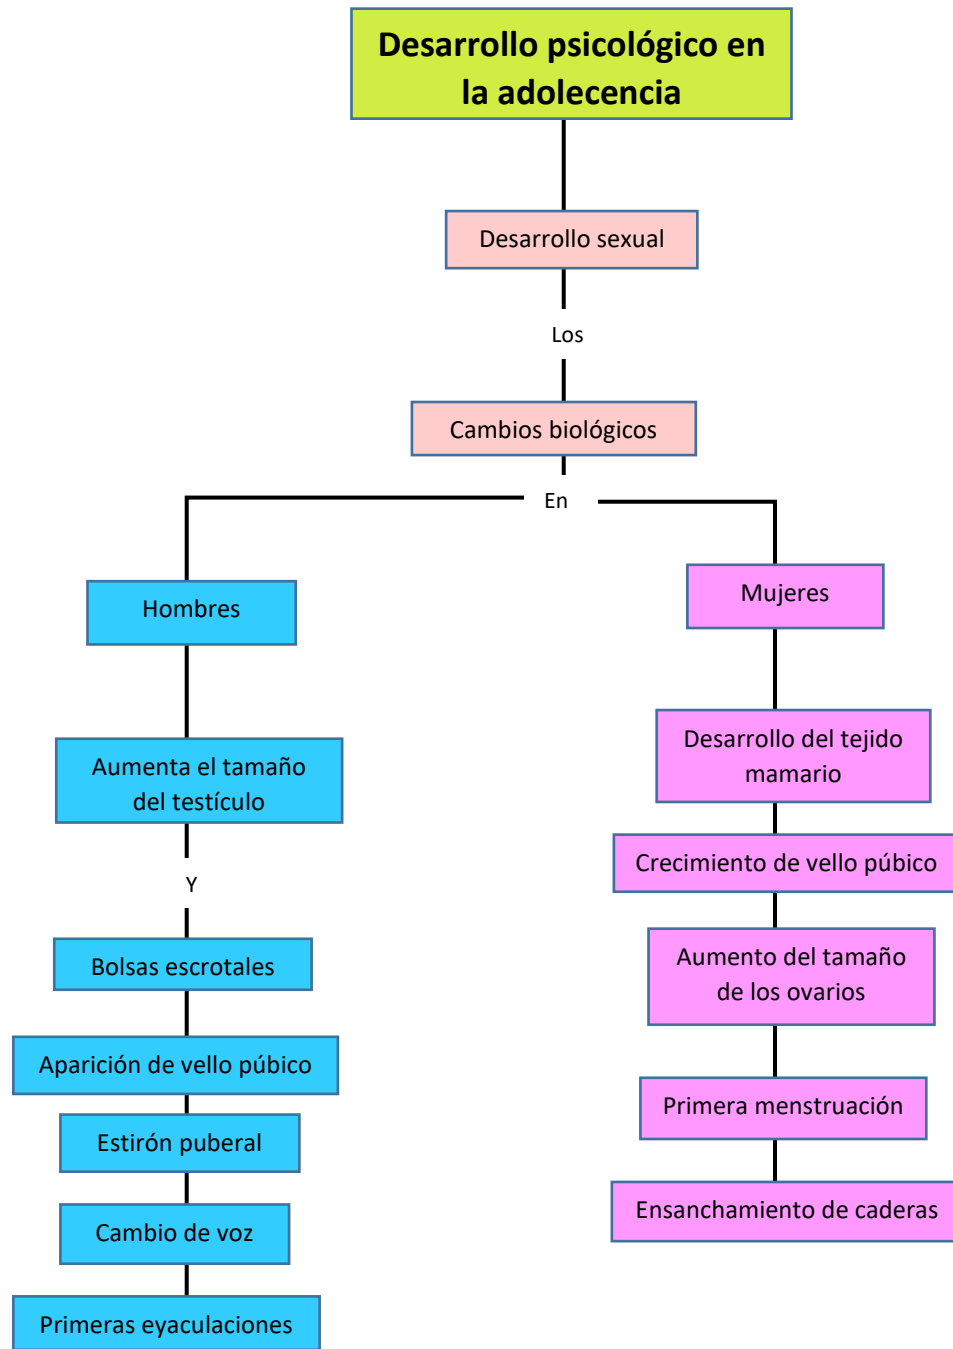 Desarrollo psicológico en
la adolecencia
Desarrollo sexual
Los
Cambios biológicos
En
Hombres
Aumenta el tamaño
del testículo
Y
Bolsas escrotales
Aparición de vello púbico
Estirón puberal
Cambio de voz
Primeras eyaculaciones
Mujeres
Desarrollo del tejido
mamario
Crecimiento de vello púbico
Aumento del tamaño
de los ovarios
Primera menstruación
Ensanchamiento de caderas